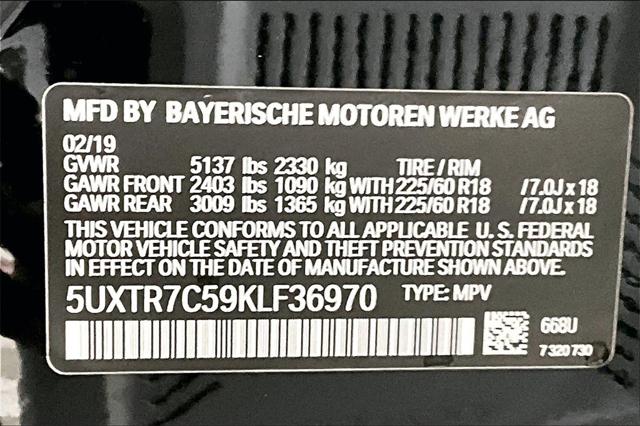 MFD BY BAYERISCHE MOTOREN WERKE AG
02/19
GVWR 5137 lbs 2330 kg TIRE / RIM
GAWR FRONT 2403 lbs 1090 kg WITH 225/60 R18 /7.0J x 18
GAWR REAR 3009 lbs 1365 kg WITH 225/60 R18 /7.0J x 18
THIS VEHICLE CONFORMS TO ALL APPLICABLE U. S. FEDERAL
MOTOR VEHICLE SAFETY AND THEFT PREVENTION STANDARDS
IN EFFECT ON THE DATE OF MANUFACTURE SHOWN ABOVE.
5UXTR7C59KLF36970 TYPE: MPV
668U
7 320 730